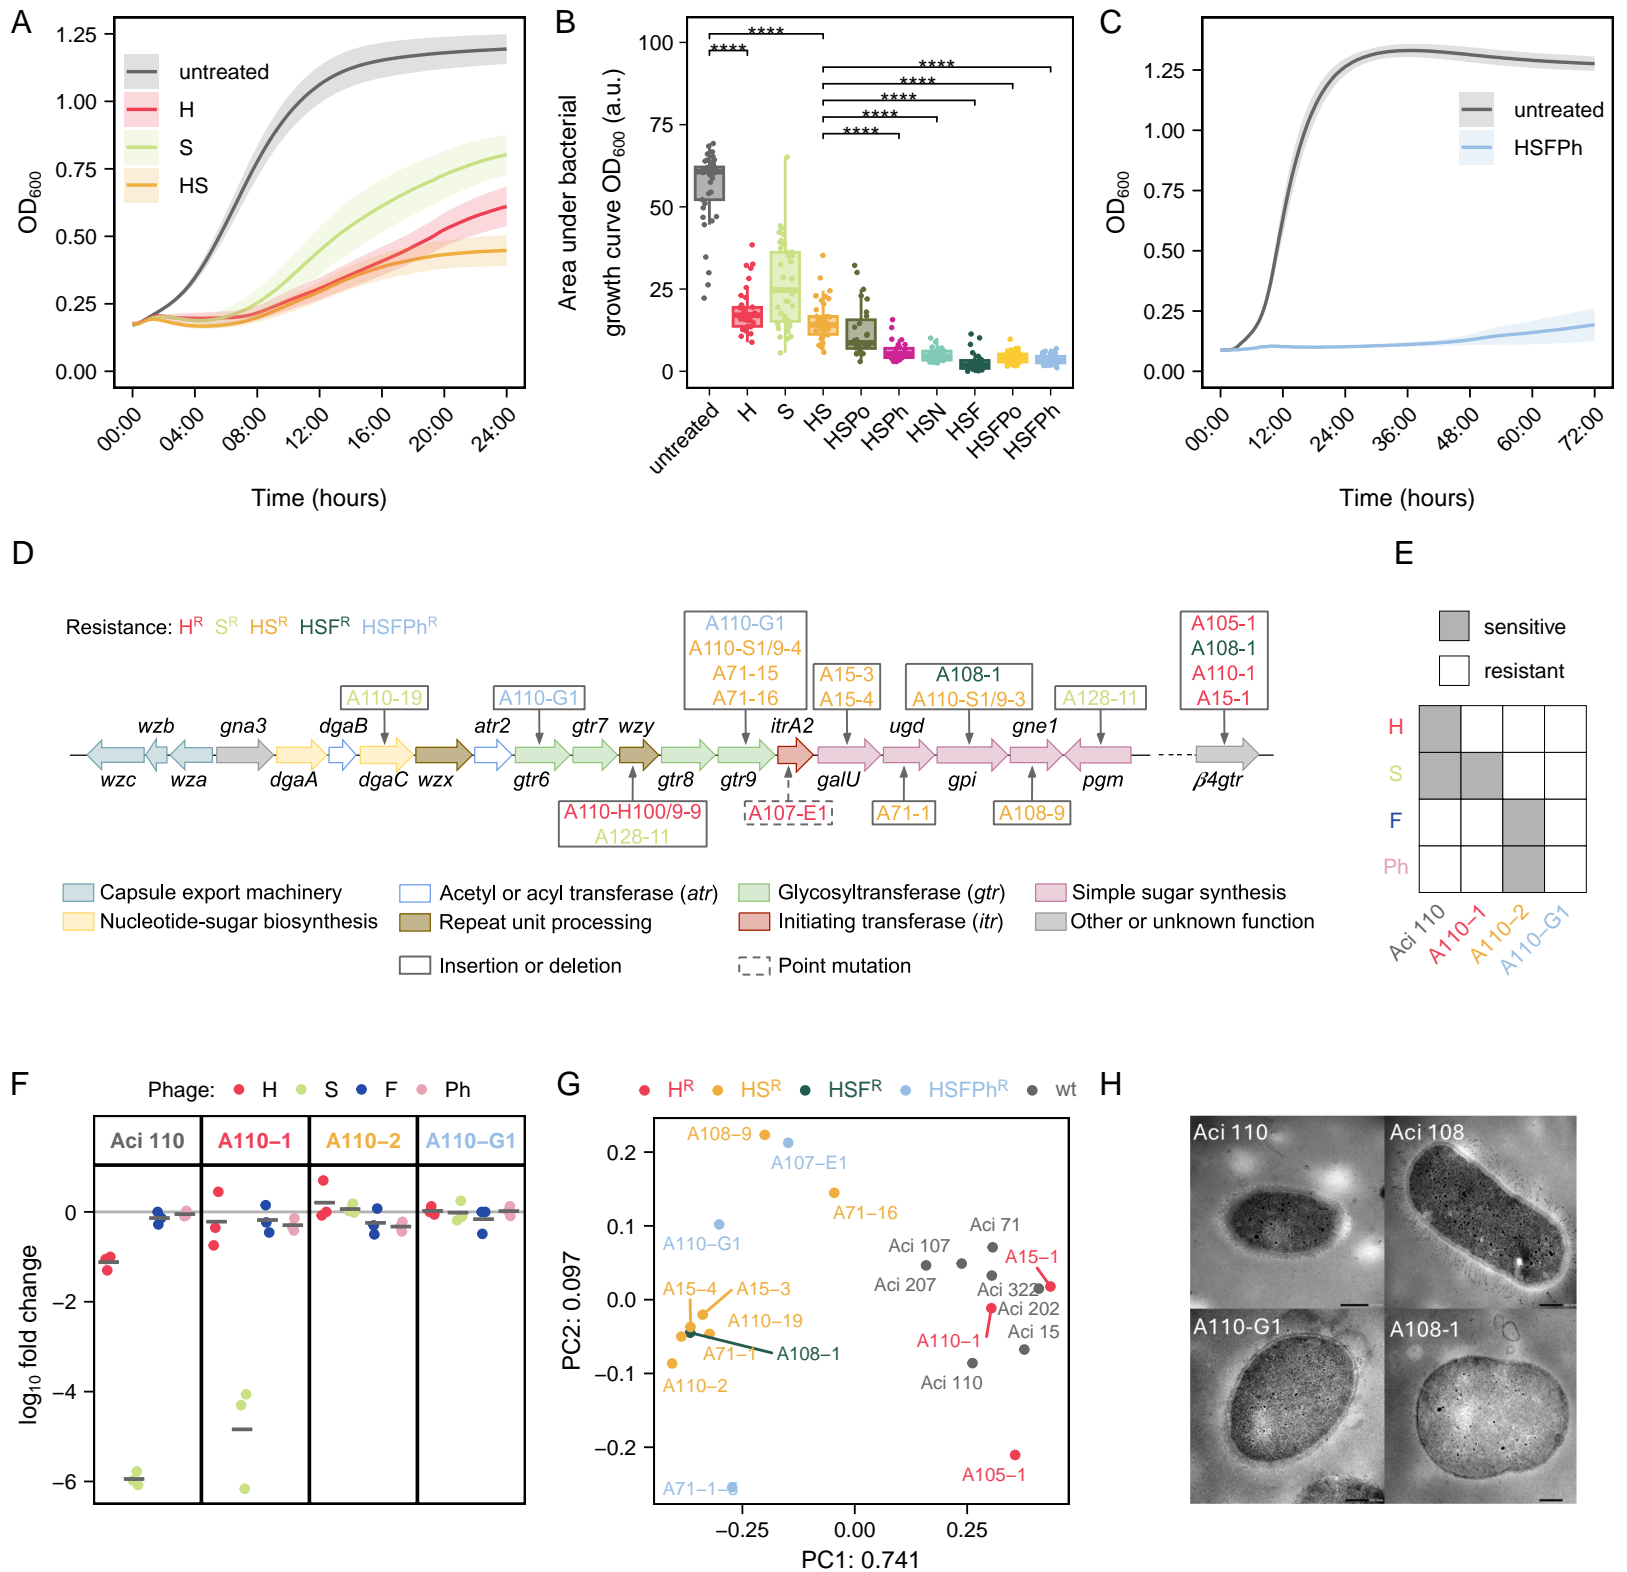 A
1.25
1.00
0.75
0.50
0.25
0.00
OD600
untreated
H
S
HS
00:00
04:00
08:00
12:00
16:00
20:00
24:00
Time (hours)
B
Area under bacterial
growth curve OD600 (a.u.)
100
75
50
25
0
****
****
****
****
****
****
****
untreated
H
S
HS
HSPo
HSPh
HSN
HSF
HSFPo
HSFPh
C
OD600
1.25
1.00
0.75
0.50
0.25
0.00
untreated
HSFPh
00:00
12:00
24:00
36:00
48:00
60:00
72:00
Time (hours)
D
Resistance: HR SR HSR HSFR HSFPhR
A110-19
A110-G1
A110-G1
A110-S1/9-4
A71-15
A71-16
A15-3
A15-4
A108-1
A110-S1/9-3
A128-11
A105-1
A108-1
A110-1
A15-1
wzb gna3 dgaB atr2 gtr7 wzy itrA2 ugd gne1
wzc wza dgaA dgaC wzx gtr6 gtr8 gtr9 galU gpi pgm β4gtr
A110-H100/9-9
A128-11
A107-E1
A71-1
A108-9
Capsule export machinery
Acetyl or acyl transferase (atr)
Glycosyltransferase (gtr)
Simple sugar synthesis
Nucleotide-sugar biosynthesis
Repeat unit processing
Initiating transferase (itr)
Other or unknown function
Insertion or deletion
Point mutation
E
sensitive
resistant
H
S
F
Ph
Aci 110
A110–1
A110–2
A110–G1
F
Phage: H S F Ph
Aci 110
A110–1
A110–2
A110–G1
log10 fold change
0
−2
−4
−6
G
HR HSR HSFR HSFPhR wt
PC2: 0.097
0.2
0.1
0.0
−0.1
−0.2
A108–9
A107–E1
A71–16
A110–G1
Aci 71
Aci 107
A15–1
Aci 207
A15–4
A15–3
Aci 322
Aci 202
A110–19
A110–1
Aci 15
A71–1
A108–1
A110–2
Aci 110
A105–1
−0.25
0.00
0.25
PC1: 0.741
H
Aci 110
Aci 108
A110-G1
A108-1